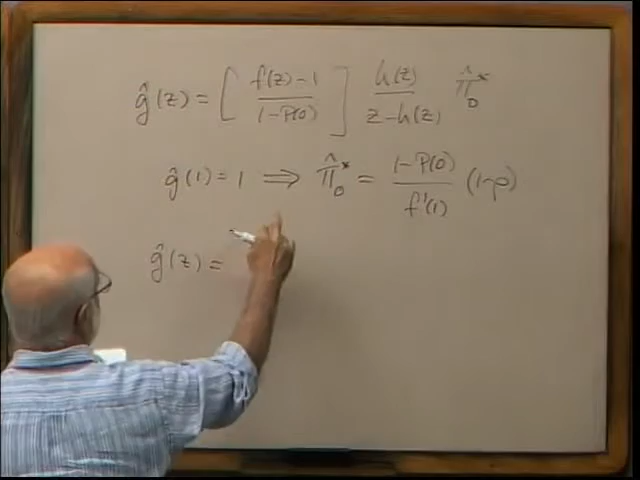 ĝ(z) = [ (f(z) − 1) / (1 − P(0)) ] h(z) / (z − h(z)) π̂₀*
ĝ(1) = 1 ⟹ π̂₀* = (1 − P(0)) / f'(1) (1 − ρ)
ĝ(z) =